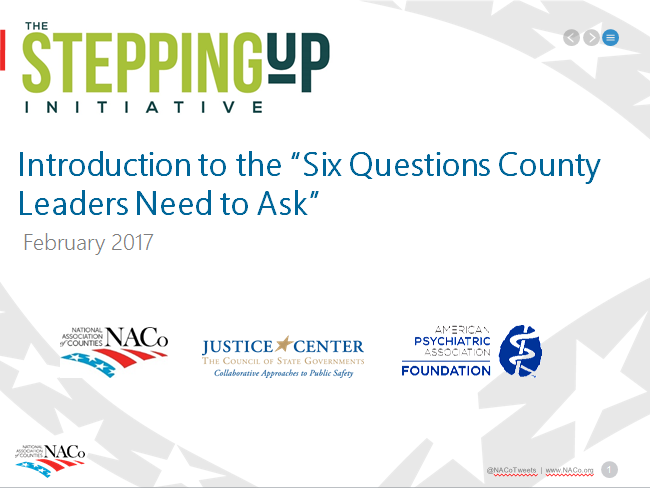 THE
STEPPING UP
INITIATIVE
Introduction to the “Six Questions County
Leaders Need to Ask”
February 2017
NATIONAL
ASSOCIATION
of COUNTIES NACo
JUSTICE CENTER
THE COUNCIL OF STATE GOVERNMENTS
Collaborative Approaches to Public Safety
AMERICAN
PSYCHIATRIC
ASSOCIATION
FOUNDATION
NATIONAL
ASSOCIATION
of COUNTIES NACo
@NACoTweets | www.NACo.org 1